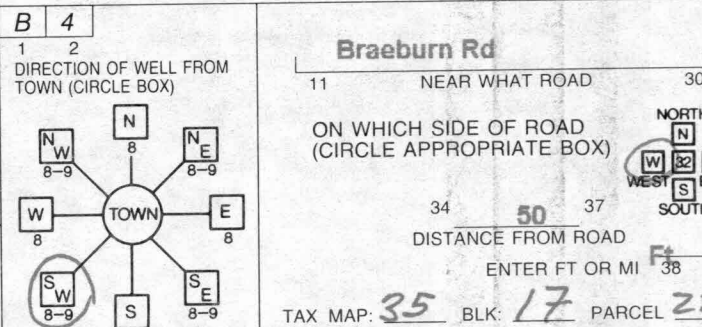 B 4
1 2
DIRECTION OF WELL FROM
TOWN (CIRCLE BOX)
N
8
NW
8-9
NE
8-9
W
8
TOWN
E
8
SW
8-9
S
SE
8-9
Braeburn Rd
11 NEAR WHAT ROAD 30
ON WHICH SIDE OF ROAD
(CIRCLE APPROPRIATE BOX)
NORTH
N
W 32
WEST
S
34 50 37
DISTANCE FROM ROAD
ENTER FT OR MI Ft 38
TAX MAP: 35 BLK: 17 PARCEL